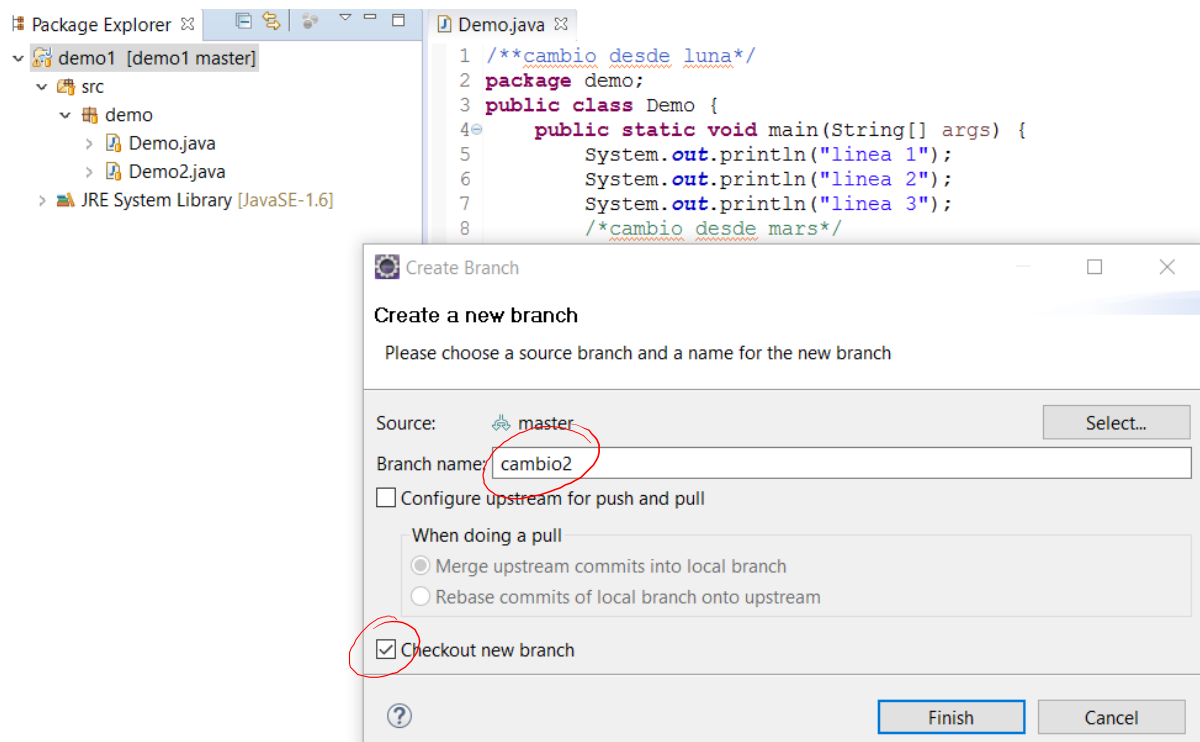 Package Explorer
demo1 [demo1 master]
src
demo
Demo.java
Demo2.java
JRE System Library [JavaSE-1.6]
Demo.java
1 /**cambio desde luna*/
2 package demo;
3 public class Demo {
4 public static void main(String[] args) {
5 System.out.println("linea 1");
6 System.out.println("linea 2");
7 System.out.println("linea 3");
8 /*cambio desde mars*/
Create Branch
Create a new branch
Please choose a source branch and a name for the new branch
Source: master Select...
Branch name: cambio2
Configure upstream for push and pull
When doing a pull
Merge upstream commits into local branch
Rebase commits of local branch onto upstream
Checkout new branch
? Finish Cancel